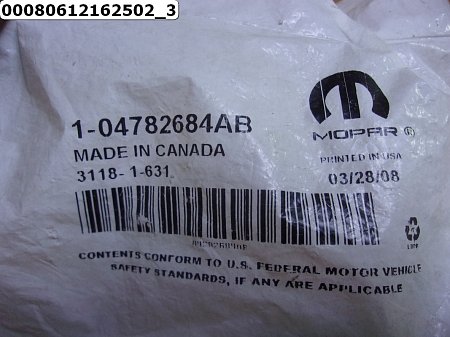 00080612162502_3
1-04782684AB
MOPAR ®
MADE IN CANADA
PRINTED IN USA
3118- 1-631
03/28/08
CONTENTS CONFORM TO U.S. FEDERAL MOTOR VEHICLE
SAFETY STANDARDS, IF ANY ARE APPLICABLE